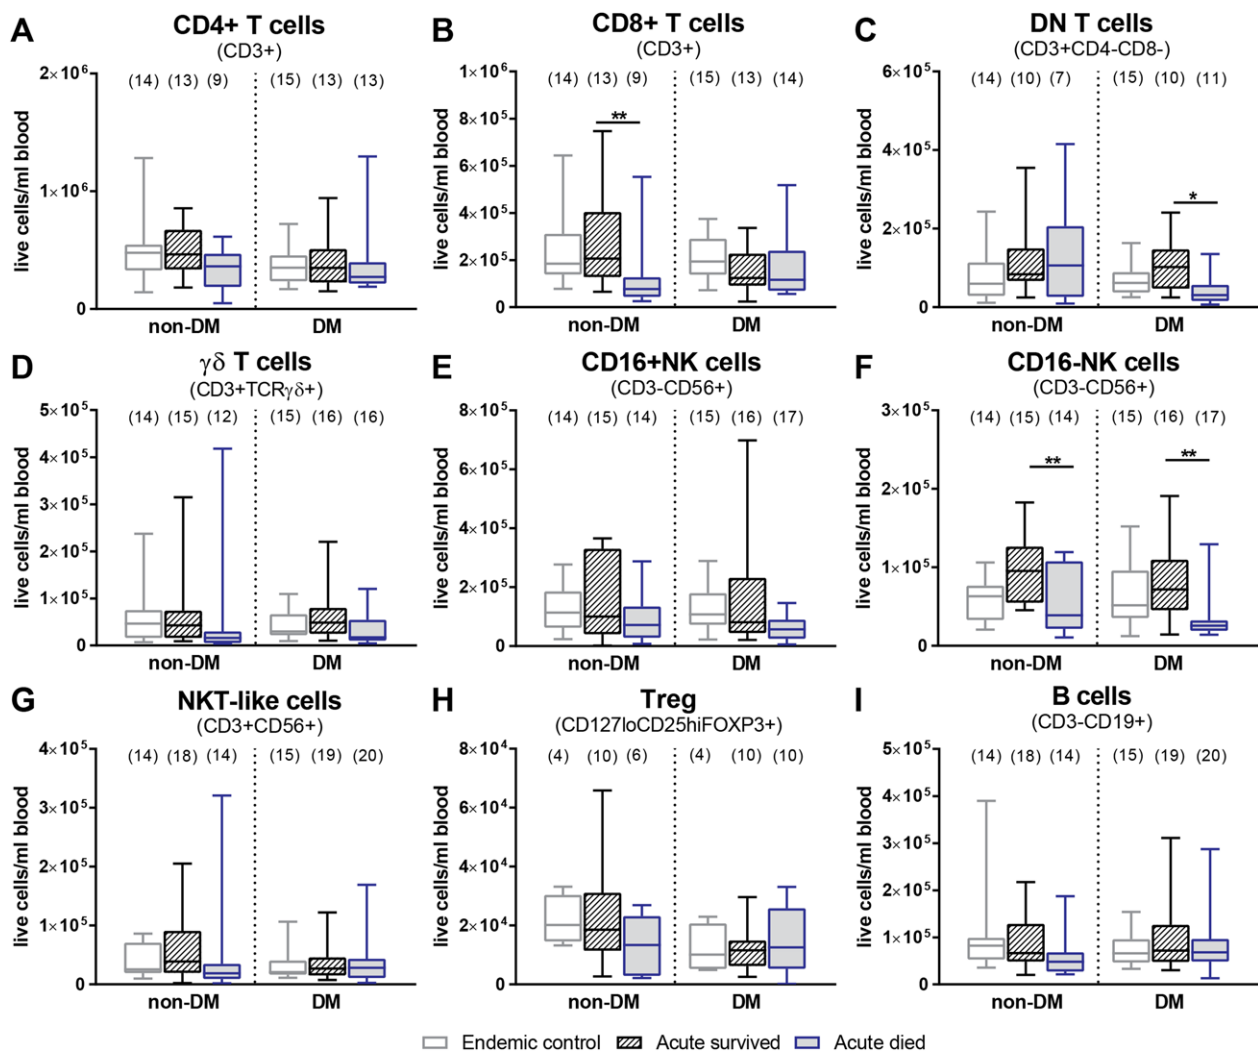 A CD4+ T cells B CD8+ T cells C DN T cells
(CD3+) (CD3+) (CD3+CD4-CD8-)
2×10⁶ (14) (13) (9) (15) (13) (13) 1×10⁶ (14) (13) (9) (15) (13) (14) 6×10⁵ (14) (10) (7) (15) (10) (11)
8×10⁵ **
live cells/ml blood 1×10⁶ live cells/ml blood 6×10⁵ live cells/ml blood 4×10⁵
4×10⁵ 2×10⁵ *
2×10⁵
0 0 0
non-DM DM non-DM DM non-DM DM
D γδ T cells E CD16+NK cells F CD16-NK cells
(CD3+TCRγδ+) (CD3-CD56+) (CD3-CD56+)
5×10⁵ (14) (15) (12) (15) (16) (16) 8×10⁵ (14) (15) (14) (15) (16) (17) 3×10⁵ (14) (15) (14) (15) (16) (17)
4×10⁵ 6×10⁵ ** **
live cells/ml blood 3×10⁵ live cells/ml blood 4×10⁵ live cells/ml blood 2×10⁵
2×10⁵ 2×10⁵ 1×10⁵
1×10⁵
0 0 0
non-DM DM non-DM DM non-DM DM
G NKT-like cells H Treg I B cells
(CD3+CD56+) (CD127loCD25hiFOXP3+) (CD3-CD19+)
4×10⁵ (14) (18) (14) (15) (19) (20) 8×10⁴ (4) (10) (6) (4) (10) (10) 5×10⁵ (14) (18) (14) (15) (19) (20)
3×10⁵ 6×10⁴ 4×10⁵
live cells/ml blood 2×10⁵ live cells/ml blood 4×10⁴ live cells/ml blood 3×10⁵
1×10⁵ 2×10⁴ 2×10⁵
1×10⁵
0 0 0
non-DM DM non-DM DM non-DM DM
Endemic control Acute survived Acute died